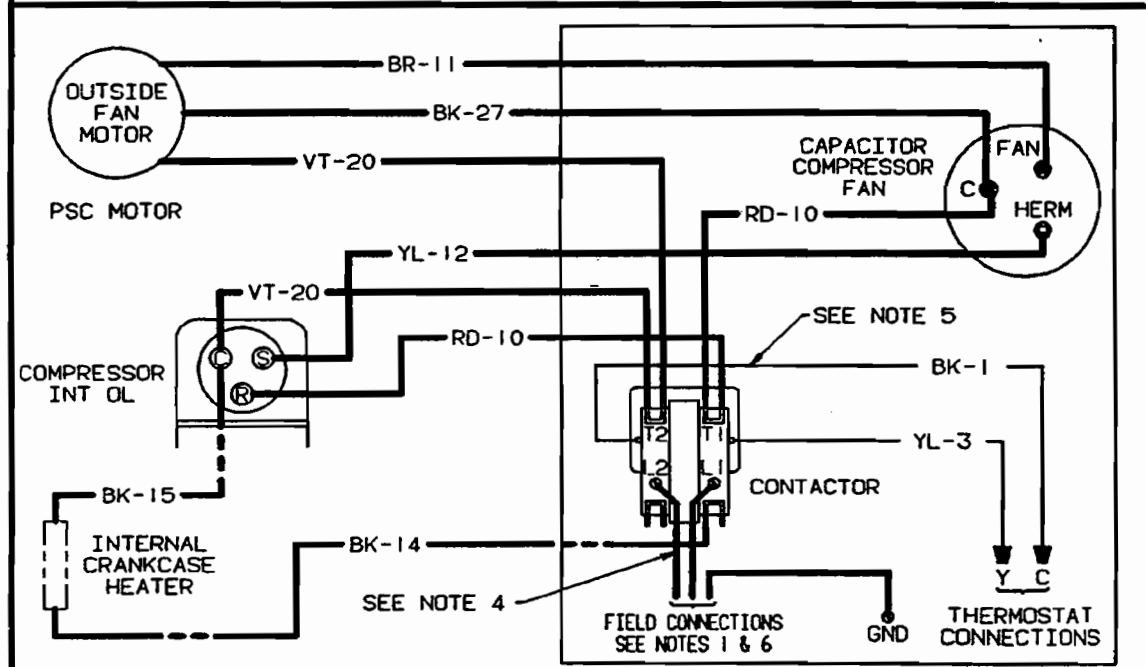 BR-11
OUTSIDE
FAN
MOTOR
BK-27
VT-20
PSC MOTOR
CAPACITOR
COMPRESSOR
FAN
FAN
C
HERM
RD-10
YL-12
VT-20
SEE NOTE 5
RD-10
BK-1
C
S
R
COMPRESSOR
INT OL
T2
T1
YL-3
L2
L1
CONTACTOR
BK-15
INTERNAL
CRANKCASE
HEATER
BK-14
SEE NOTE 4
FIELD CONNECTIONS
SEE NOTES 1 & 6
GND
Y C
THERMOSTAT
CONNECTIONS